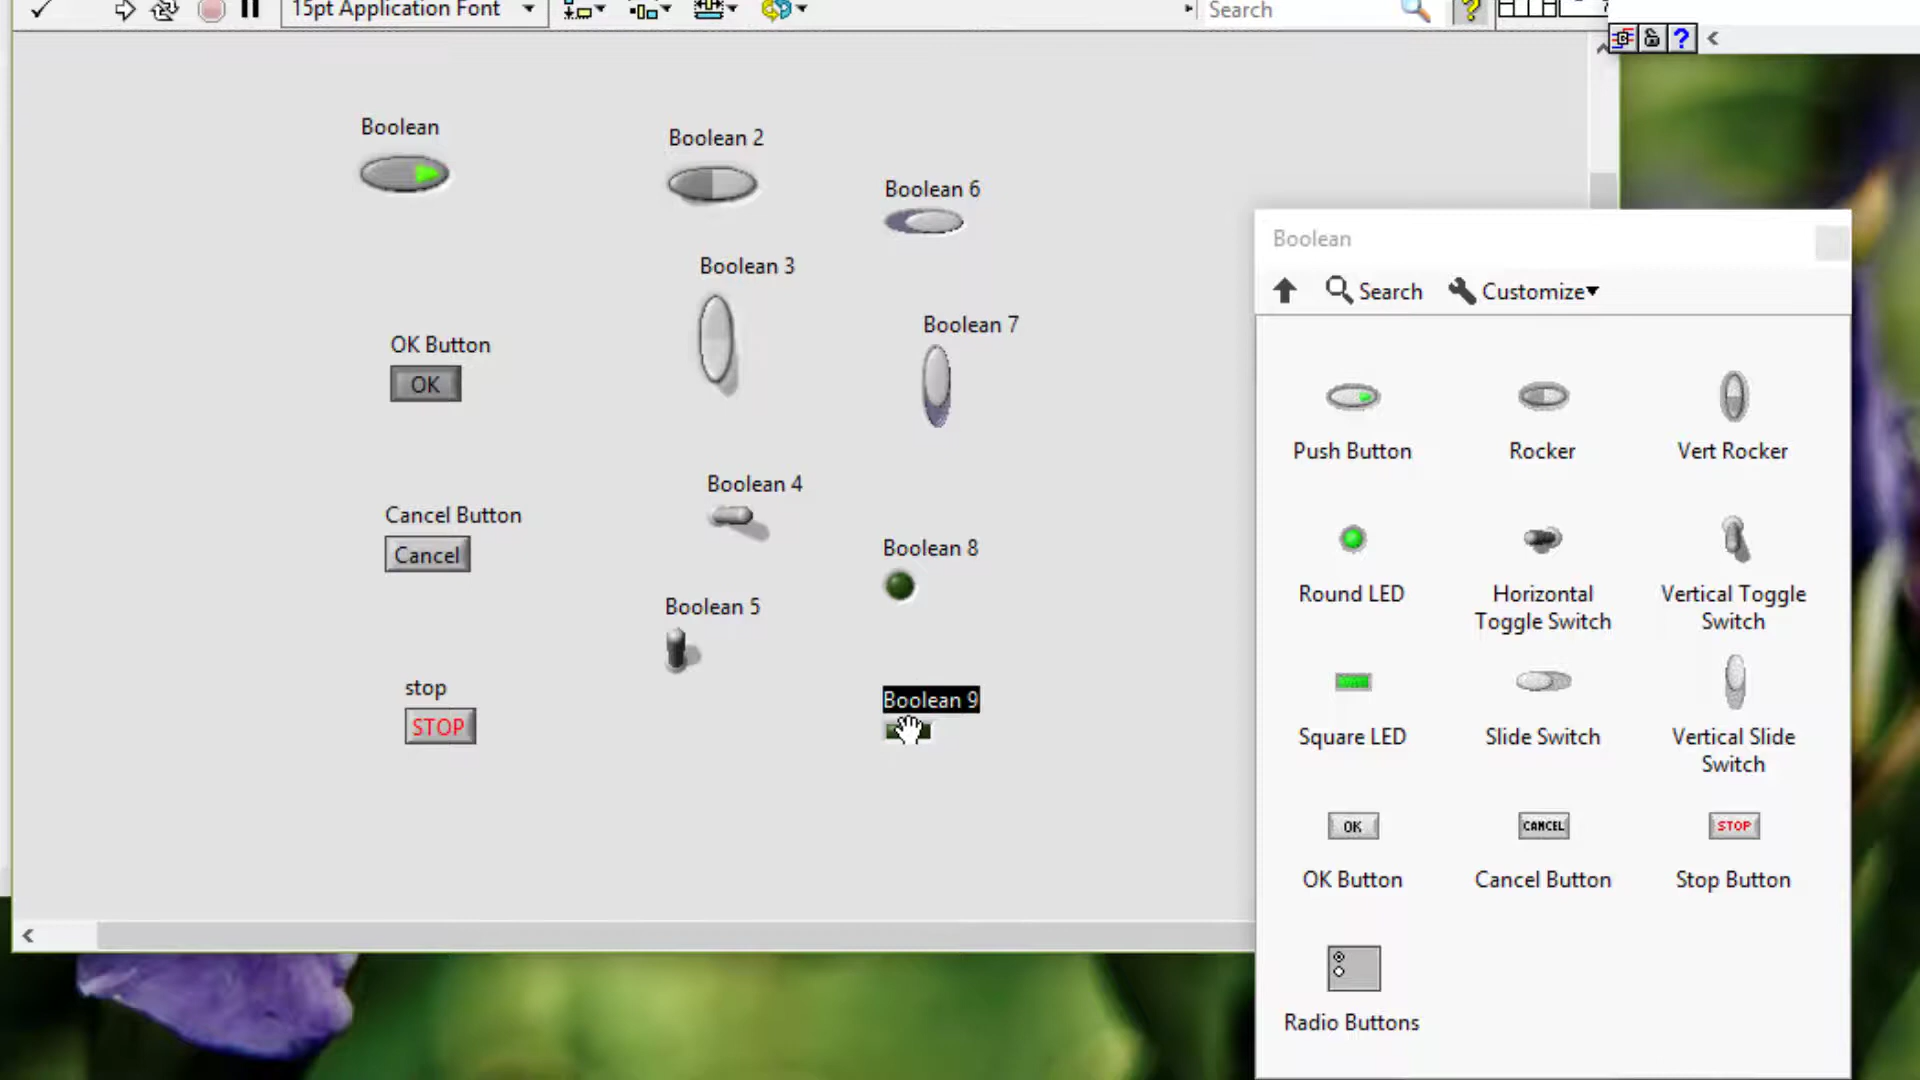 15pt Application Font
Search
?
?
Boolean
Boolean 2
Boolean 6
Boolean 3
Boolean 7
OK Button
OK
Boolean 4
Cancel Button
Cancel
Boolean 8
Boolean 5
stop
STOP
Boolean 9
Boolean
Search
Customize
Push Button
Rocker
Vert Rocker
Round LED
Horizontal
Toggle Switch
Vertical Toggle
Switch
Square LED
Slide Switch
Vertical Slide
Switch
OK
CANCEL
STOP
OK Button
Cancel Button
Stop Button
Radio Buttons